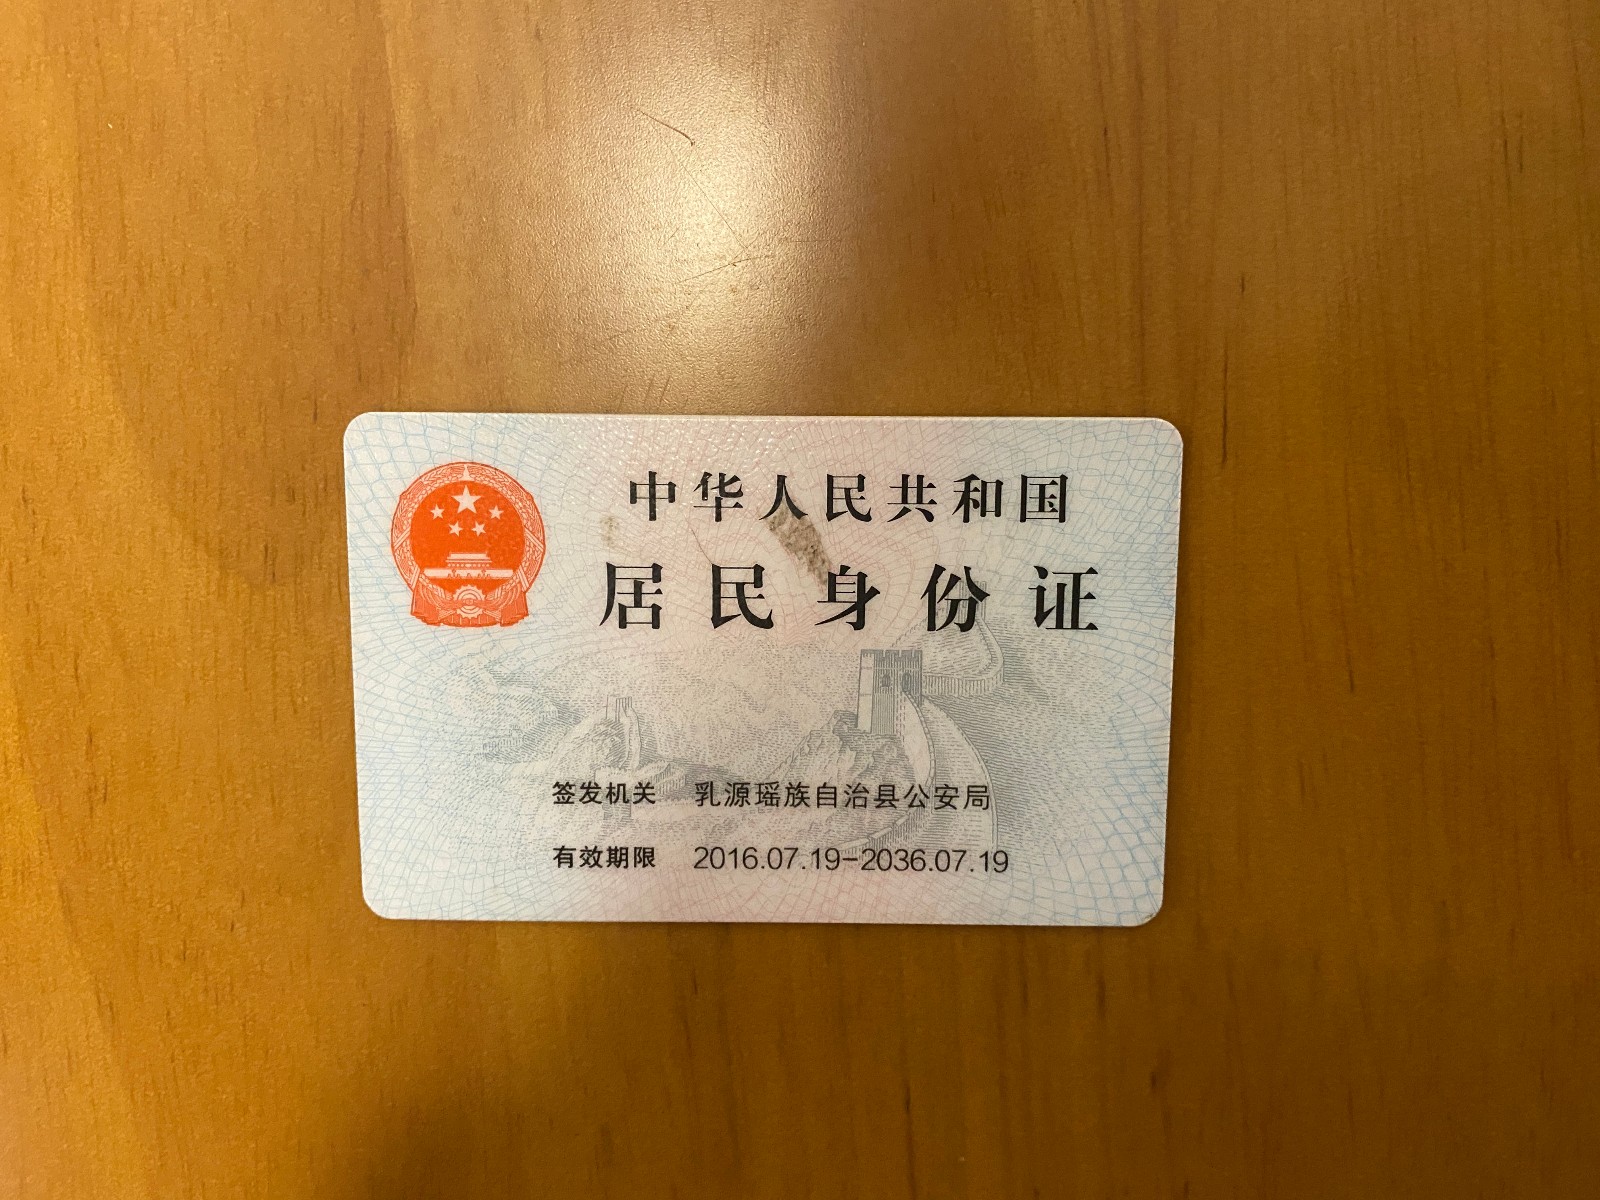 中华人民共和国
居民身份证
签发机关 乳源瑶族自治县公安局
有效期限 2016.07.19-2036.07.19